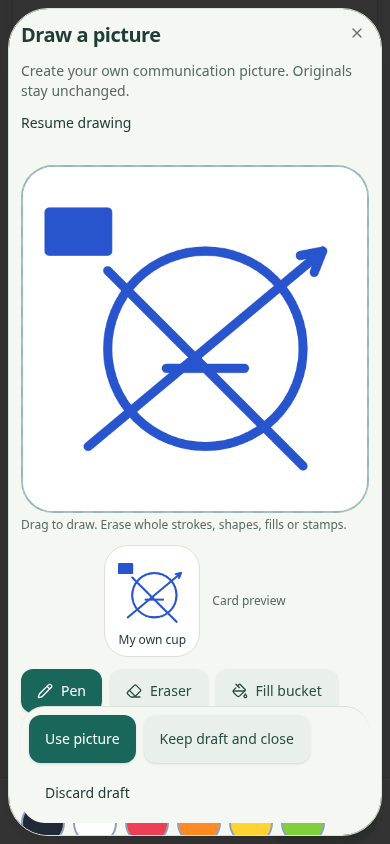 Draw a picture
Create your own communication picture. Originals
stay unchanged.
Resume drawing
Drag to draw. Erase whole strokes, shapes, fills or stamps.
My own cup
Card preview
Pen
Eraser
Fill bucket
Use picture
Keep draft and close
Discard draft